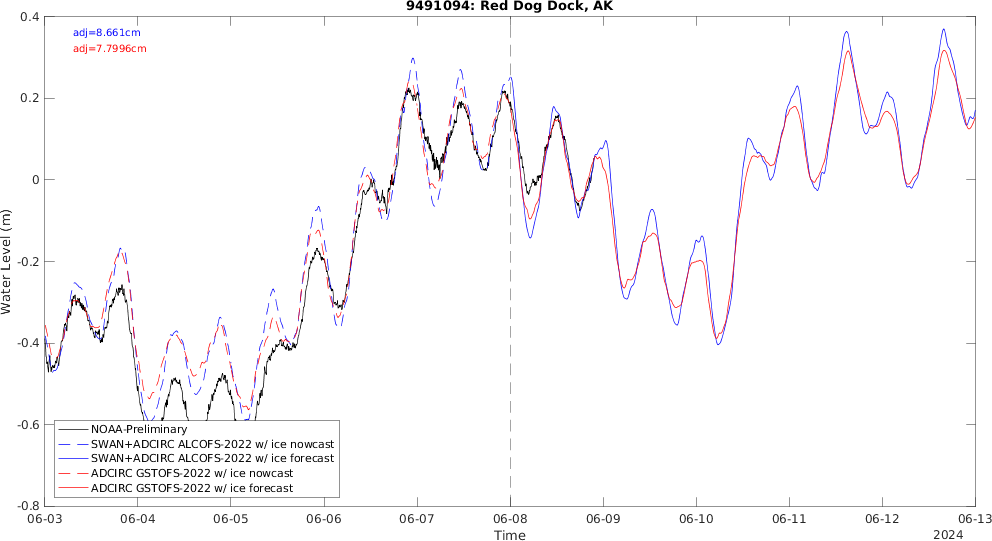 9491094: Red Dog Dock, AK
adj=8.661cm
adj=7.7996cm
Water Level (m)
0.4
0.2
0
-0.2
-0.4
-0.6
-0.8
NOAA-Preliminary
SWAN+ADCIRC ALCOFS-2022 w/ ice nowcast
SWAN+ADCIRC ALCOFS-2022 w/ ice forecast
ADCIRC GSTOFS-2022 w/ ice nowcast
ADCIRC GSTOFS-2022 w/ ice forecast
06-03 06-04 06-05 06-06 06-07 06-08 06-09 06-10 06-11 06-12 06-13
Time
2024